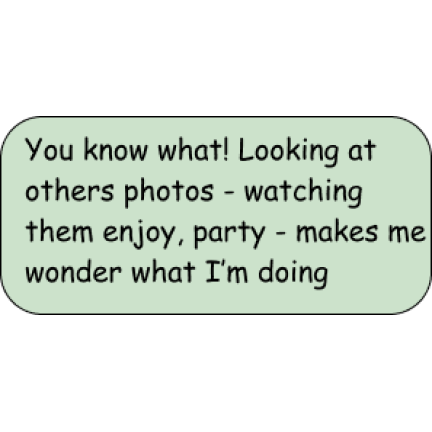 You know what! Looking at
others photos - watching
them enjoy, party - makes me
wonder what I'm doing